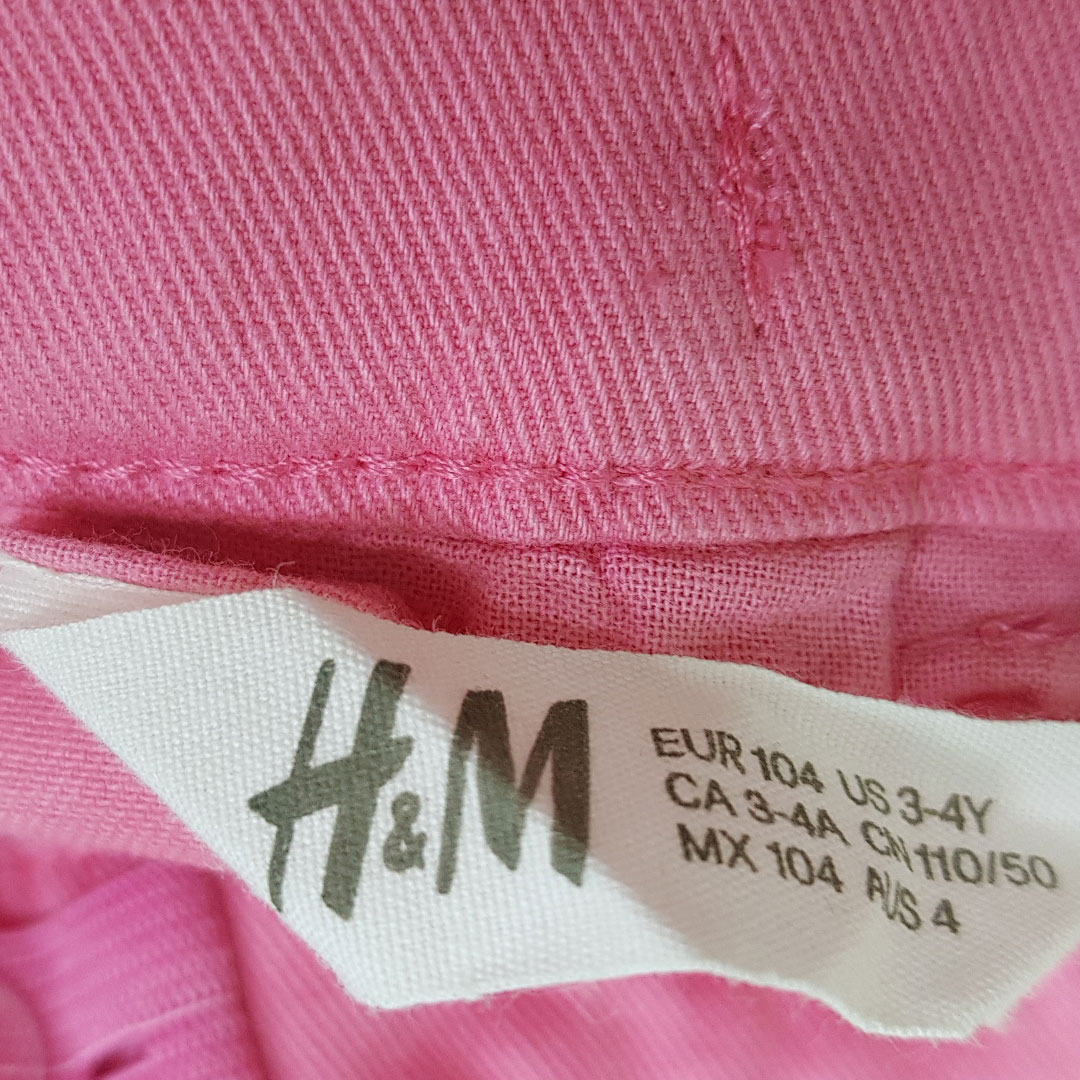 H&M
EUR 104 US 3-4Y
CA 3-4A CN 110/50
MX 104 AUS 4